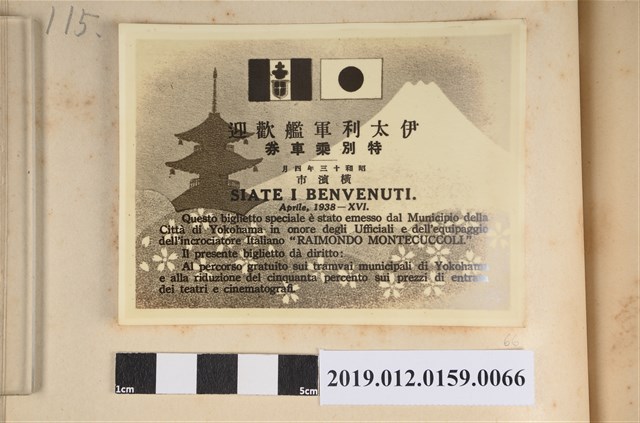 115.
迎歡艦軍利太伊
券車乘別特
月四年三十和昭
市濱橫
SIATE I BENVENUTI.
Aprile, 1938—XVI.
Questo biglietto speciale è stato emesso dal Municipio della
Città di Yokohama in onore degli Ufficiali e dell'equipaggio
dell'incrociatore Italiano "RAIMONDO MONTECUCCOLI."
Il presente biglietto dà diritto:
Al percorso gratuito sui tramvai municipali di Yokohama
e alla riduzione del cinquanta percento sui prezzi di entrata
dei teatri e cinematografi.
66
1cm
5cm
2019.012.0159.0066